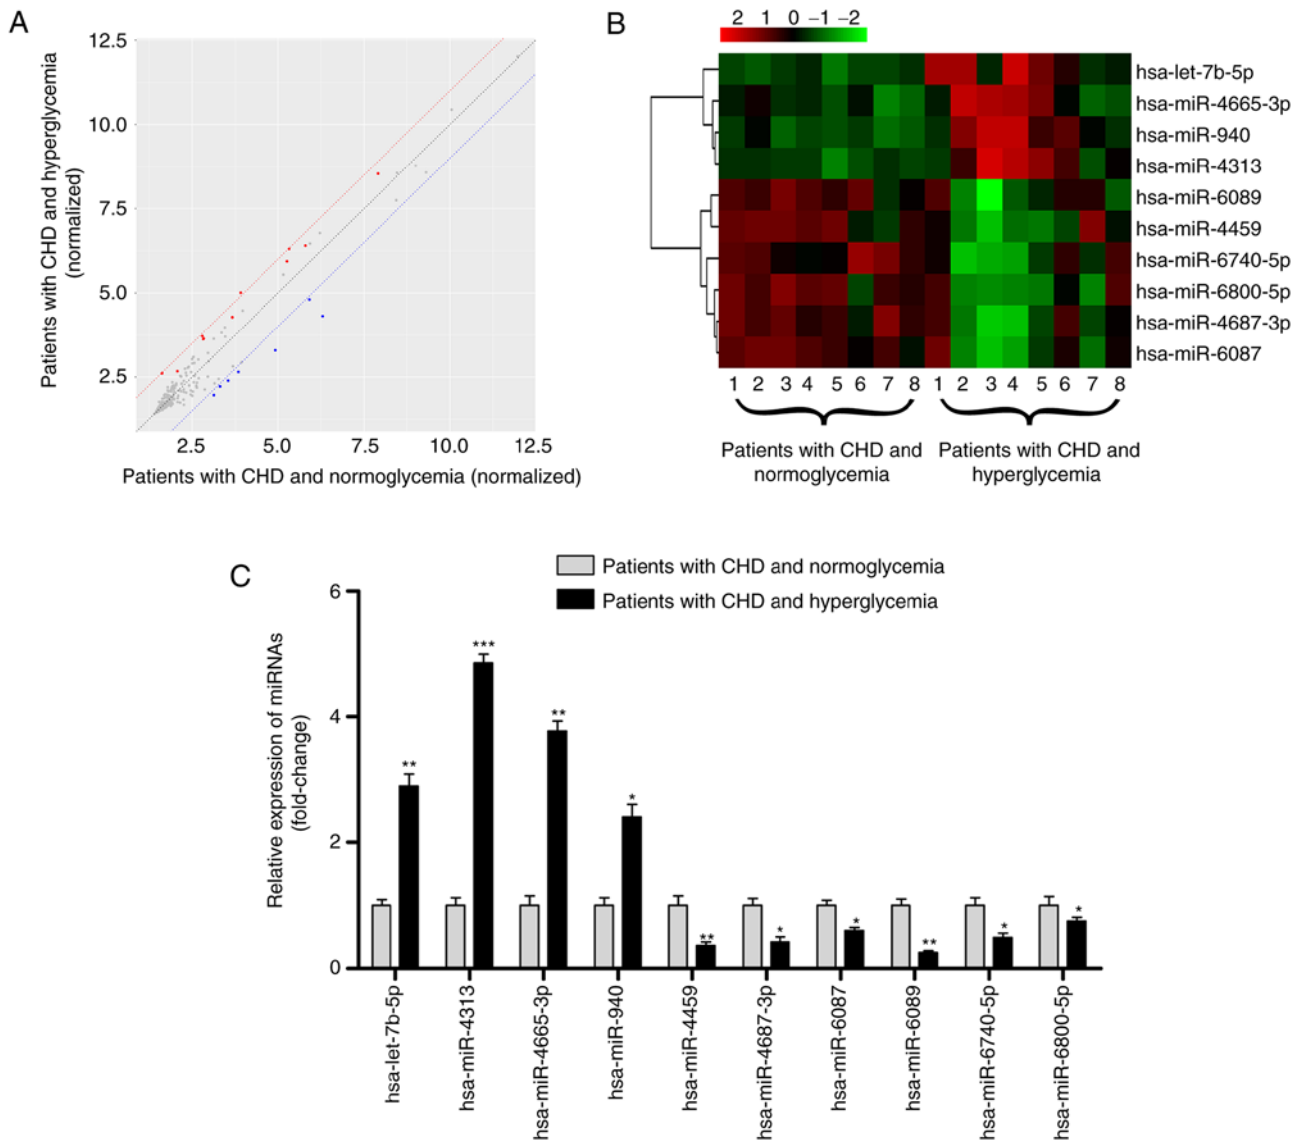 A
Patients with CHD and hyperglycemia
(normalized)
12.5
10.0
7.5
5.0
2.5
2.5 5.0 7.5 10.0 12.5
Patients with CHD and normoglycemia (normalized)
B
2 1 0 −1 −2
hsa-let-7b-5p
hsa-miR-4665-3p
hsa-miR-940
hsa-miR-4313
hsa-miR-6089
hsa-miR-4459
hsa-miR-6740-5p
hsa-miR-6800-5p
hsa-miR-4687-3p
hsa-miR-6087
1 2 3 4 5 6 7 8 1 2 3 4 5 6 7 8
Patients with CHD and
normoglycemia
Patients with CHD and
hyperglycemia
C
Patients with CHD and normoglycemia
Patients with CHD and hyperglycemia
Relative expression of miRNAs
(fold-change)
6
4
2
0
** *** ** * ** * * ** * *
hsa-let-7b-5p
hsa-miR-4313
hsa-miR-4665-3p
hsa-miR-940
hsa-miR-4459
hsa-miR-4687-3p
hsa-miR-6087
hsa-miR-6089
hsa-miR-6740-5p
hsa-miR-6800-5p